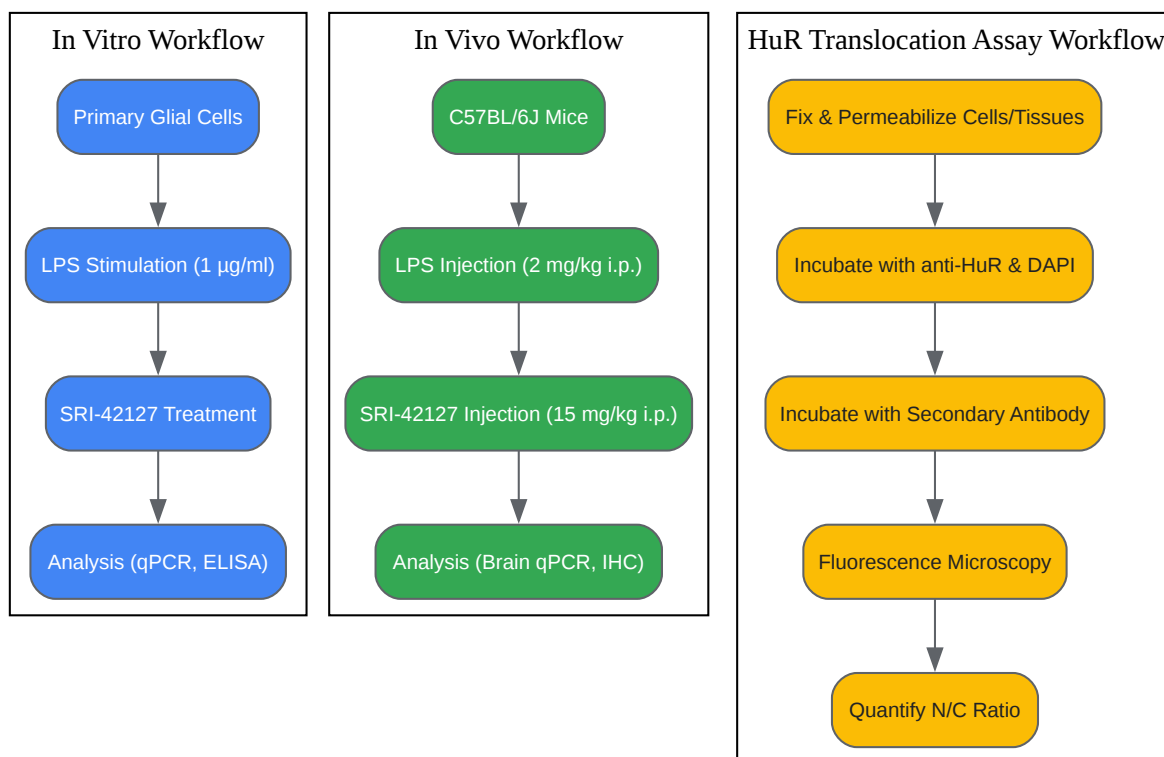 In Vitro Workflow
Primary Glial Cells
LPS Stimulation (1 µg/ml)
SRI-42127 Treatment
Analysis (qPCR, ELISA)
In Vivo Workflow
C57BL/6J Mice
LPS Injection (2 mg/kg i.p.)
SRI-42127 Injection (15 mg/kg i.p.)
Analysis (Brain qPCR, IHC)
HuR Translocation Assay Workflow
Fix & Permeabilize Cells/Tissues
Incubate with anti-HuR & DAPI
Incubate with Secondary Antibody
Fluorescence Microscopy
Quantify N/C Ratio